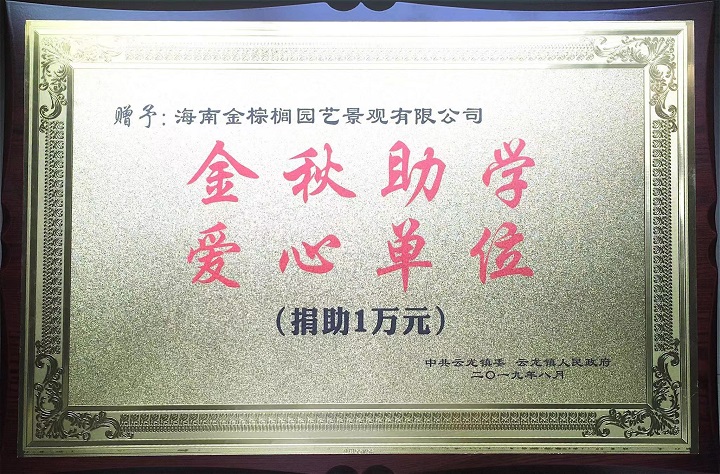 赠予：海南金棕榈园艺景观有限公司
金秋助学
爱心单位
（捐助1万元）
中共云龙镇委 云龙镇人民政府
二〇一九年八月